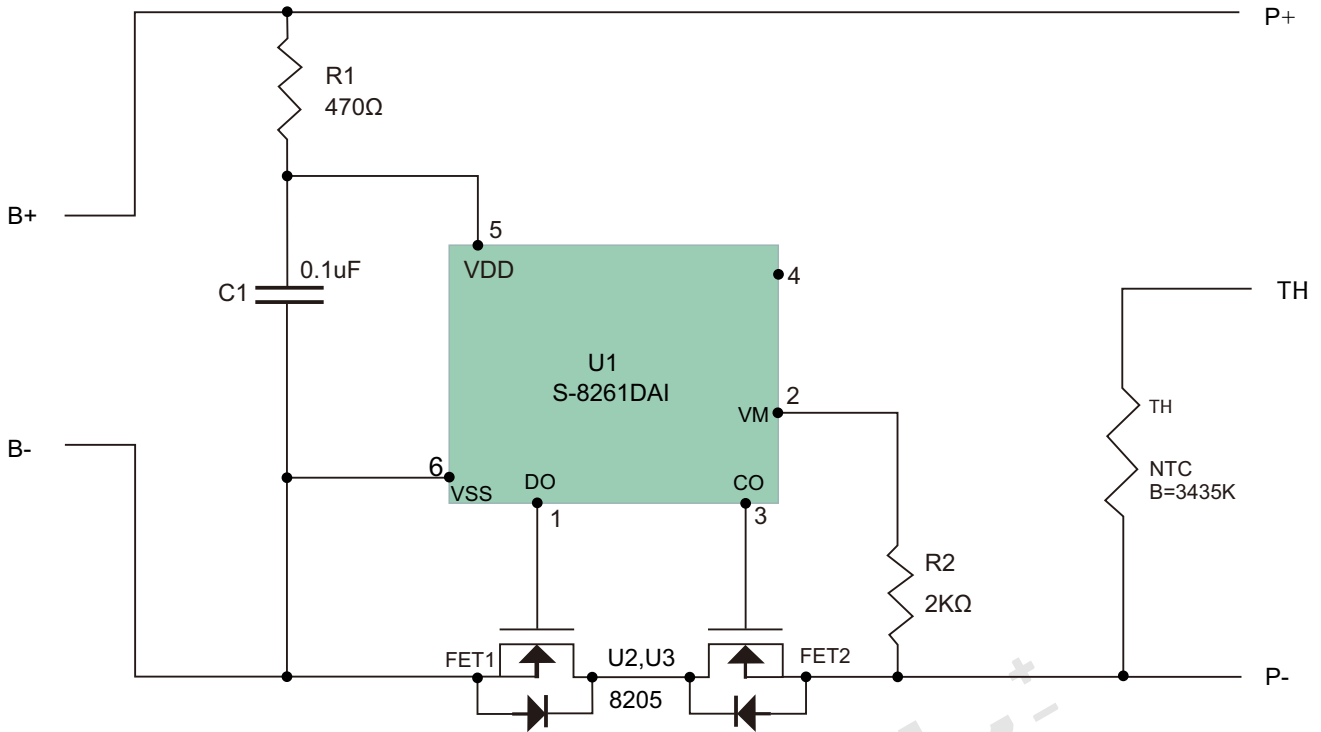 P+
R1
470Ω
B+
5
VDD
4
0.1uF
C1
TH
U1
S-8261DAI
2
VM
TH
B-
6
VSS
DO
CO
NTC
B=3435K
1
3
R2
2KΩ
FET1
U2,U3
FET2
8205
P-